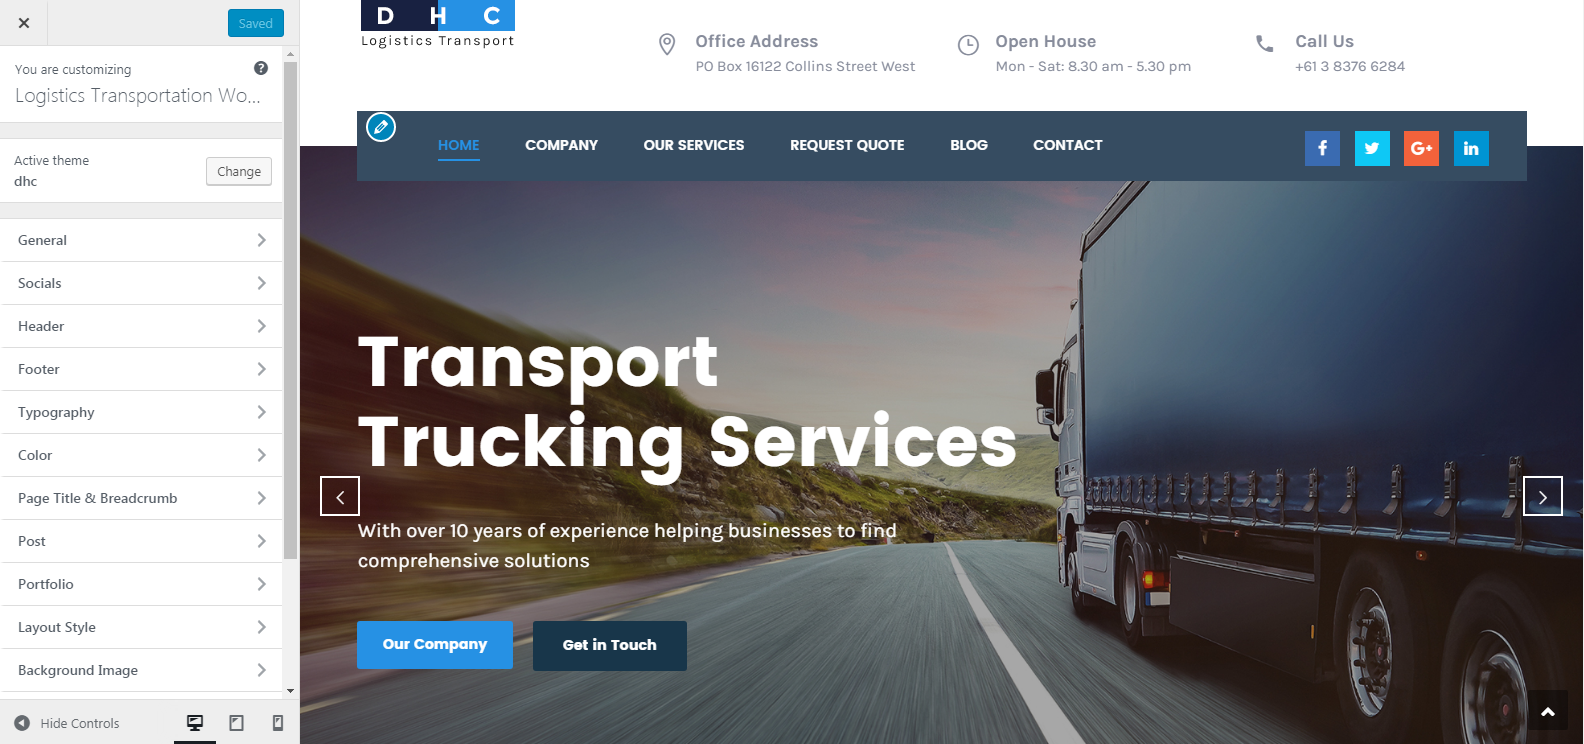 Saved
You are customizing
Logistics Transportation Wo...
Active theme
dhc
Change
General
Socials
Header
Footer
Typography
Color
Page Title & Breadcrumb
Post
Portfolio
Layout Style
Background Image
Hide Controls
DHC
Logistics Transport
Office Address
PO Box 16122 Collins Street West
Open House
Mon - Sat: 8.30 am - 5.30 pm
Call Us
+61 3 8376 6284
HOME COMPANY OUR SERVICES REQUEST QUOTE BLOG CONTACT
Transport
Trucking Services
With over 10 years of experience helping businesses to find
comprehensive solutions
Our Company Get in Touch